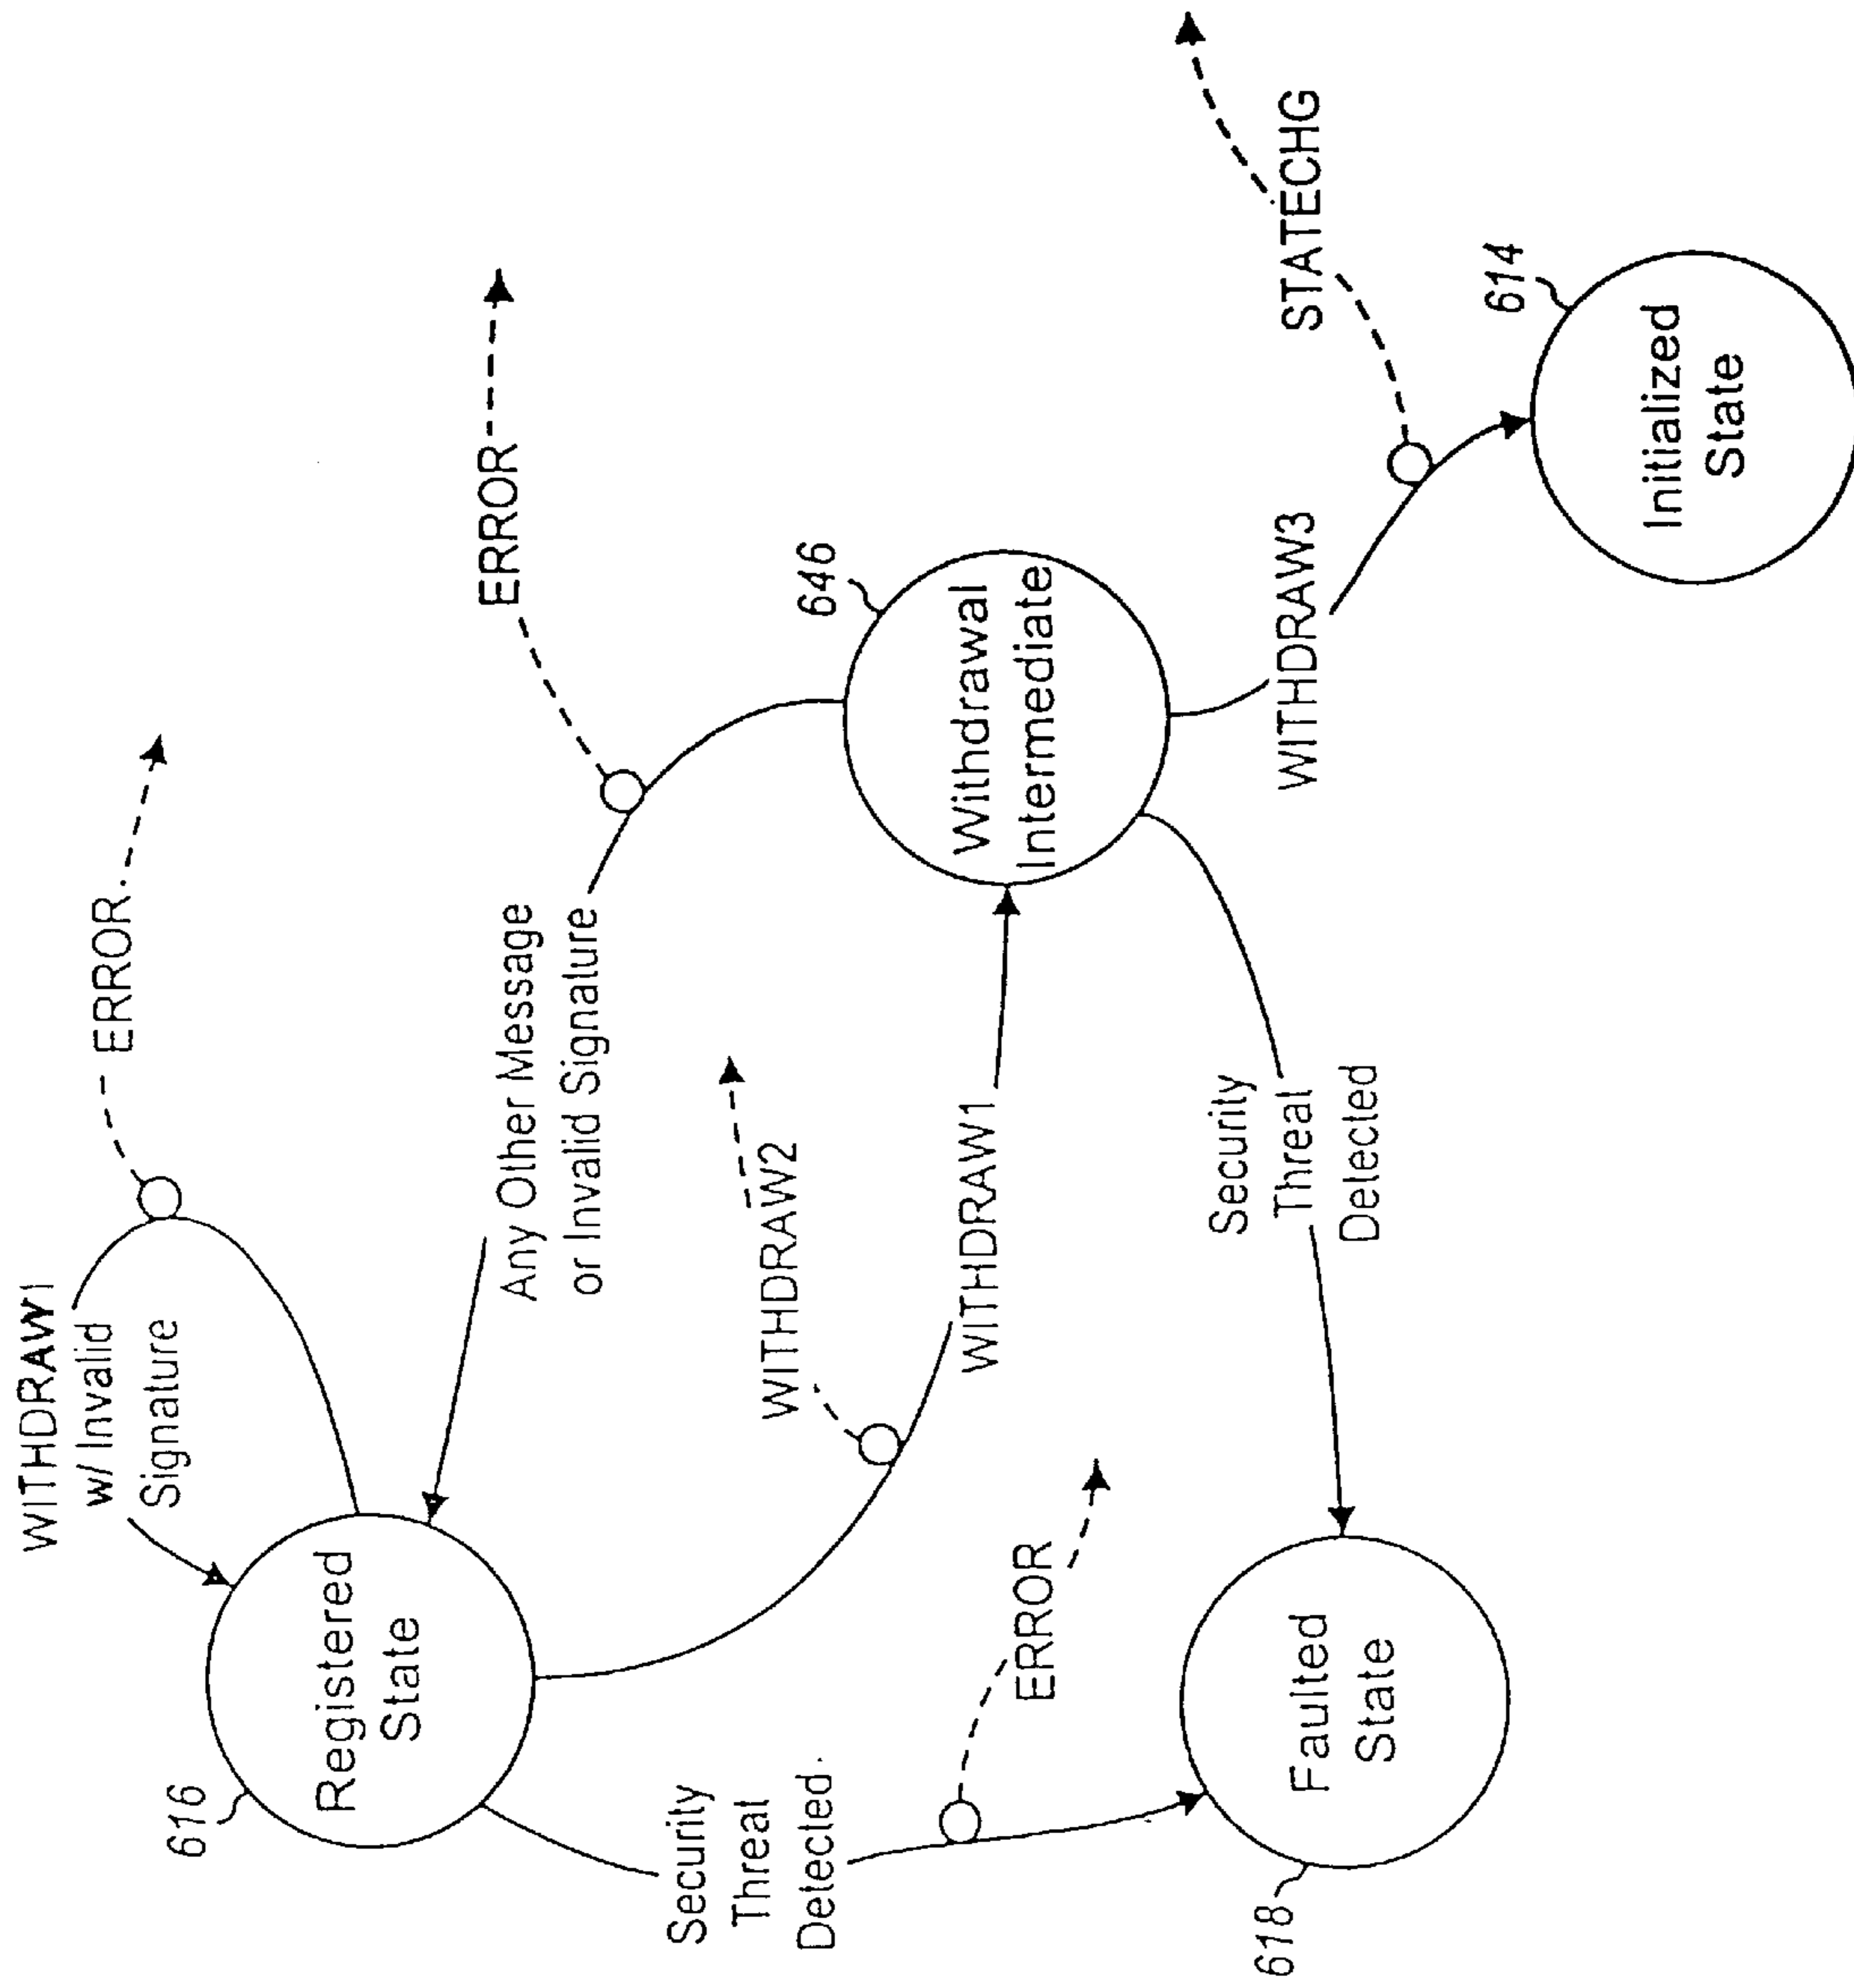 WITHDRAW1
w/ Invalid
Signature
ERROR
616
Registered
State
Any Other Message
or Invalid Signature
ERROR
WITHDRAW2
646
Withdrawal
Intermediate
WITHDRAW1
Security
Threat
Detected
ERROR
Security
Threat
Detected
WITHDRAW3
STATECHG
618
Faulted
State
614
Initialized
State